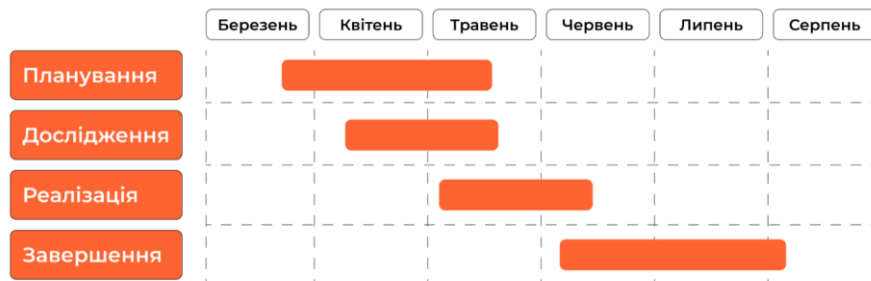 Березень Квітень Травень Червень Липень Серпень
Планування
Дослідження
Реалізація
Завершення